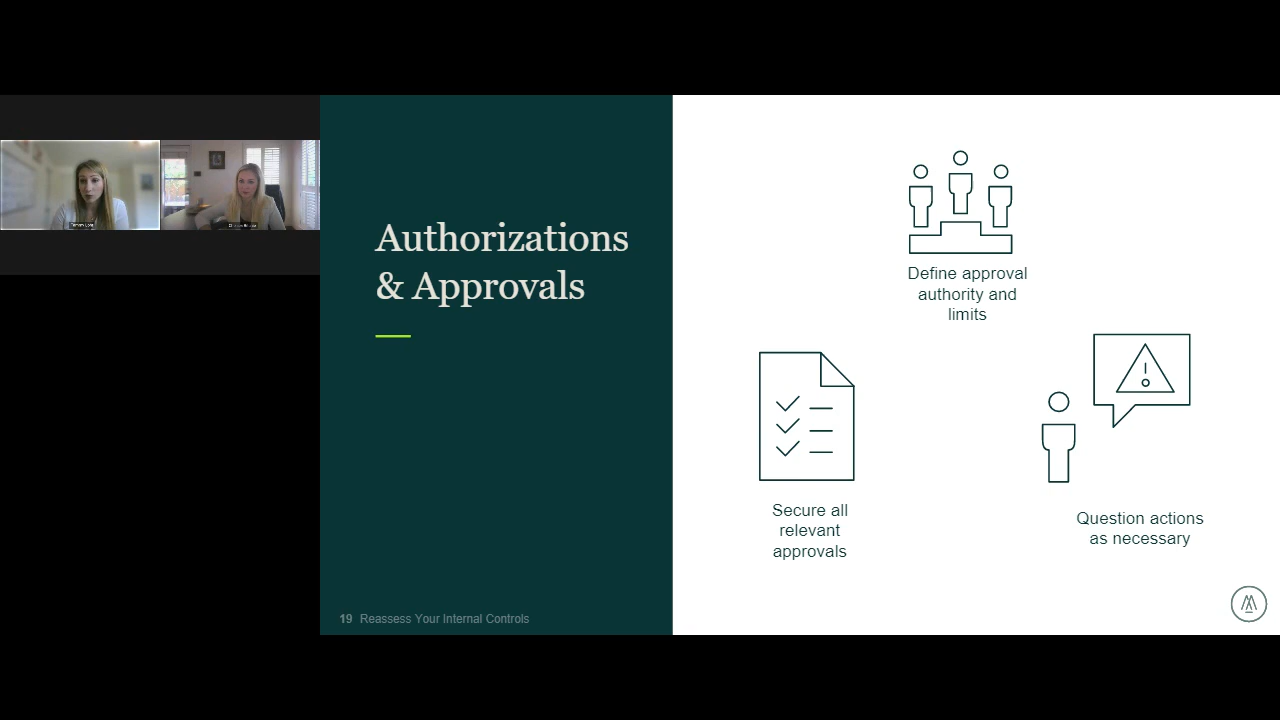 Authorizations
& Approvals
Define approval
authority and
limits
Secure all
relevant
approvals
Question actions
as necessary
19 Reassess Your Internal Controls